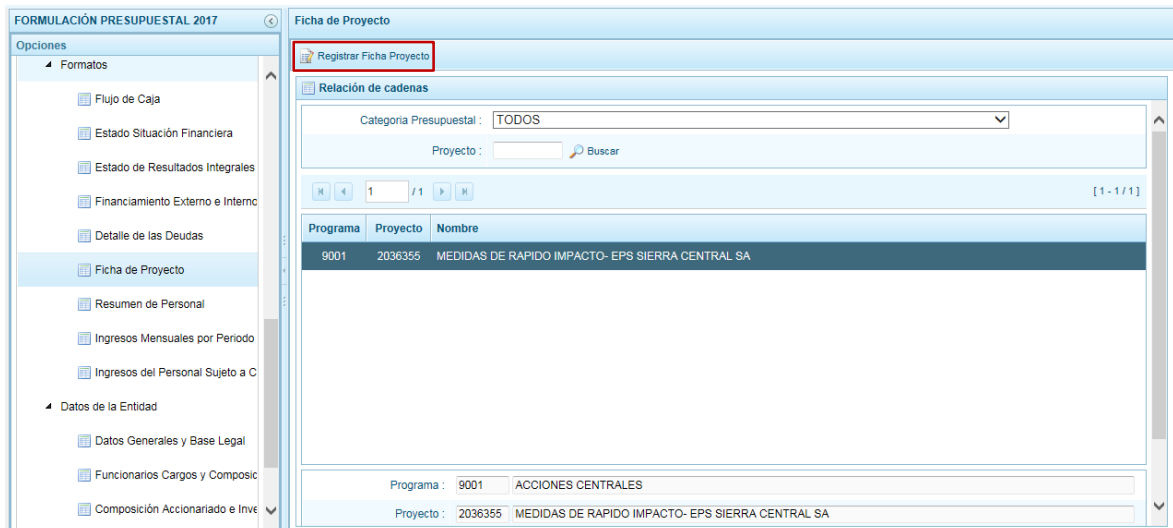 FORMULACIÓN PRESUPUESTAL 2017
Opciones
Formatos
Flujo de Caja
Estado Situación Financiera
Estado de Resultados Integrales
Financiamiento Externo e Interno
Detalle de las Deudas
Ficha de Proyecto
Resumen de Personal
Ingresos Mensuales por Periodo
Ingresos del Personal Sujeto a C
Datos de la Entidad
Datos Generales y Base Legal
Funcionarios Cargos y Composic
Composición Accionariado e Inve
Ficha de Proyecto
Registrar Ficha Proyecto
Relación de cadenas
Categoria Presupuestal : TODOS
Proyecto : Buscar
1 / 1 [ 1 - 1 / 1 ]
Programa Proyecto Nombre
9001 2036355 MEDIDAS DE RAPIDO IMPACTO- EPS SIERRA CENTRAL SA
Programa : 9001 ACCIONES CENTRALES
Proyecto : 2036355 MEDIDAS DE RAPIDO IMPACTO- EPS SIERRA CENTRAL SA